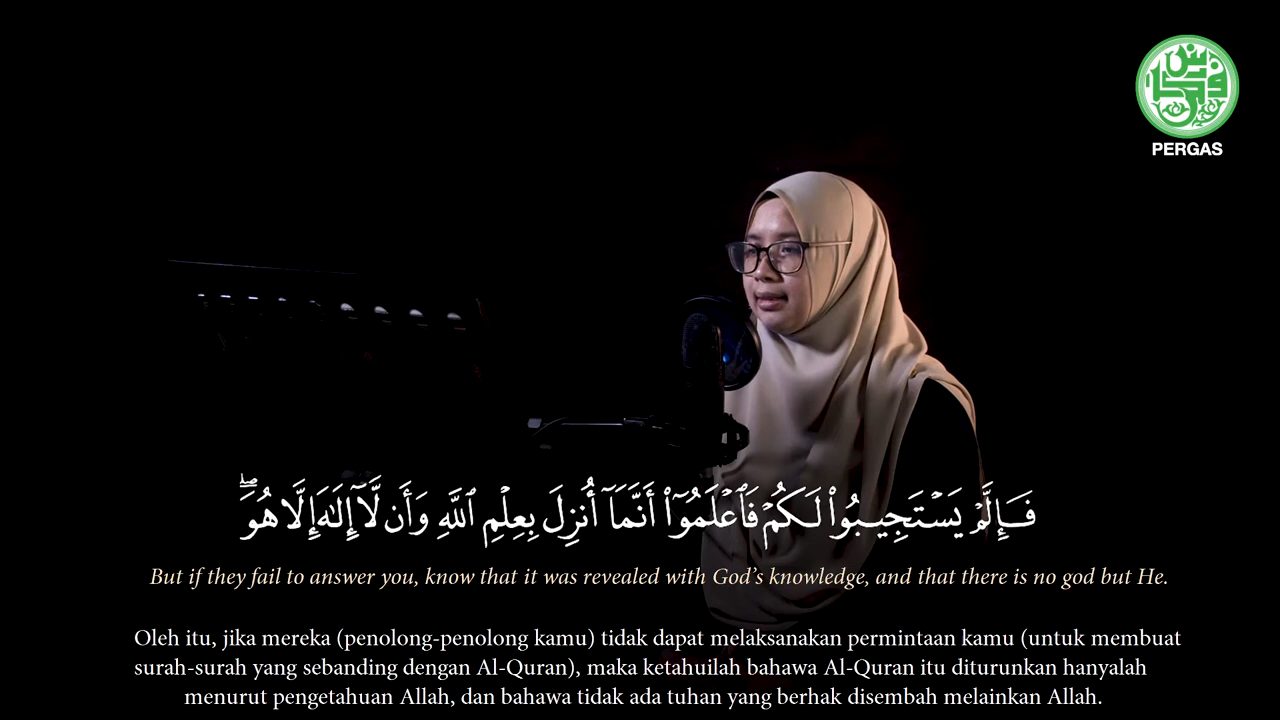 PERGAS
فَإِلَّمْ يَسْتَجِيبُوا۟ لَكُمْ فَٱعْلَمُوٓا۟ أَنَّمَآ أُنزِلَ بِعِلْمِ ٱللَّهِ وَأَن لَّآ إِلَٰهَ إِلَّا هُوَ ۖ
But if they fail to answer you, know that it was revealed with God’s knowledge, and that there is no god but He.
Oleh itu, jika mereka (penolong-penolong kamu) tidak dapat melaksanakan permintaan kamu (untuk membuat
surah-surah yang sebanding dengan Al-Quran), maka ketahuilah bahawa Al-Quran itu diturunkan hanyalah
menurut pengetahuan Allah, dan bahawa tidak ada tuhan yang berhak disembah melainkan Allah.